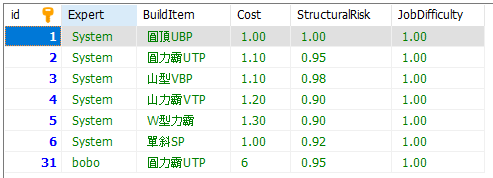 id Expert BuildItem Cost StructuralRisk JobDifficulty
1 System 圓頂UBP 1.00 1.00 1.00
2 System 圓力霸UTP 1.10 0.95 1.00
3 System 山型VBP 1.10 0.98 1.00
4 System 山力霸VTP 1.20 0.90 1.00
5 System W型力霸 1.30 0.90 1.00
6 System 單斜SP 1.00 0.92 1.00
31 bobo 圓力霸UTP 6 0.95 1.00